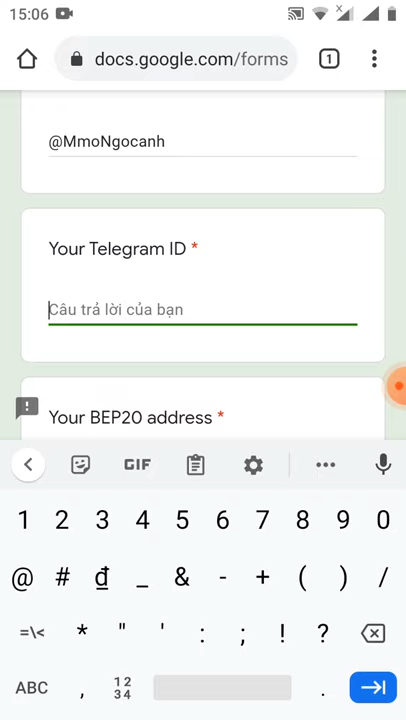 15:06
docs.google.com/forms
1
@MmoNgocanh
Your Telegram ID *
Câu trả lời của bạn
Your BEP20 address *
GIF
1 2 3 4 5 6 7 8 9 0
@ # ₫ _ & - + ( ) /
=\< * " ' : ; ! ?
ABC , 12 34 .